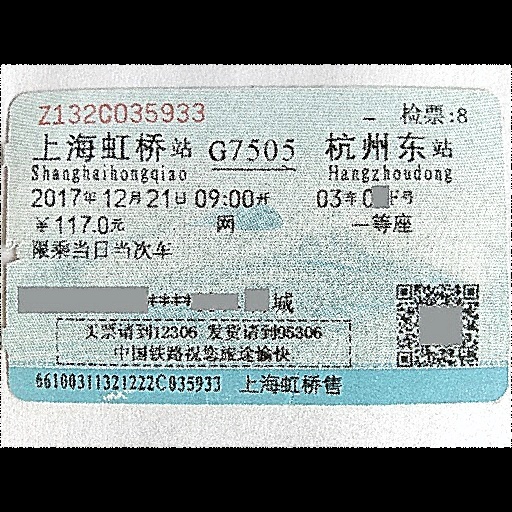 Z132C035933 检票:8
上海虹桥站 G7505 杭州东站
Shanghaihongqiao Hangzhoudong
2017年12月21日09:00开 03车0 号
￥117.0元 网 一等座
限乘当日当次车
**** 城
买票请到12306 发货请到95306
中国铁路祝您旅途愉快
66100311321222C035933 上海虹桥售